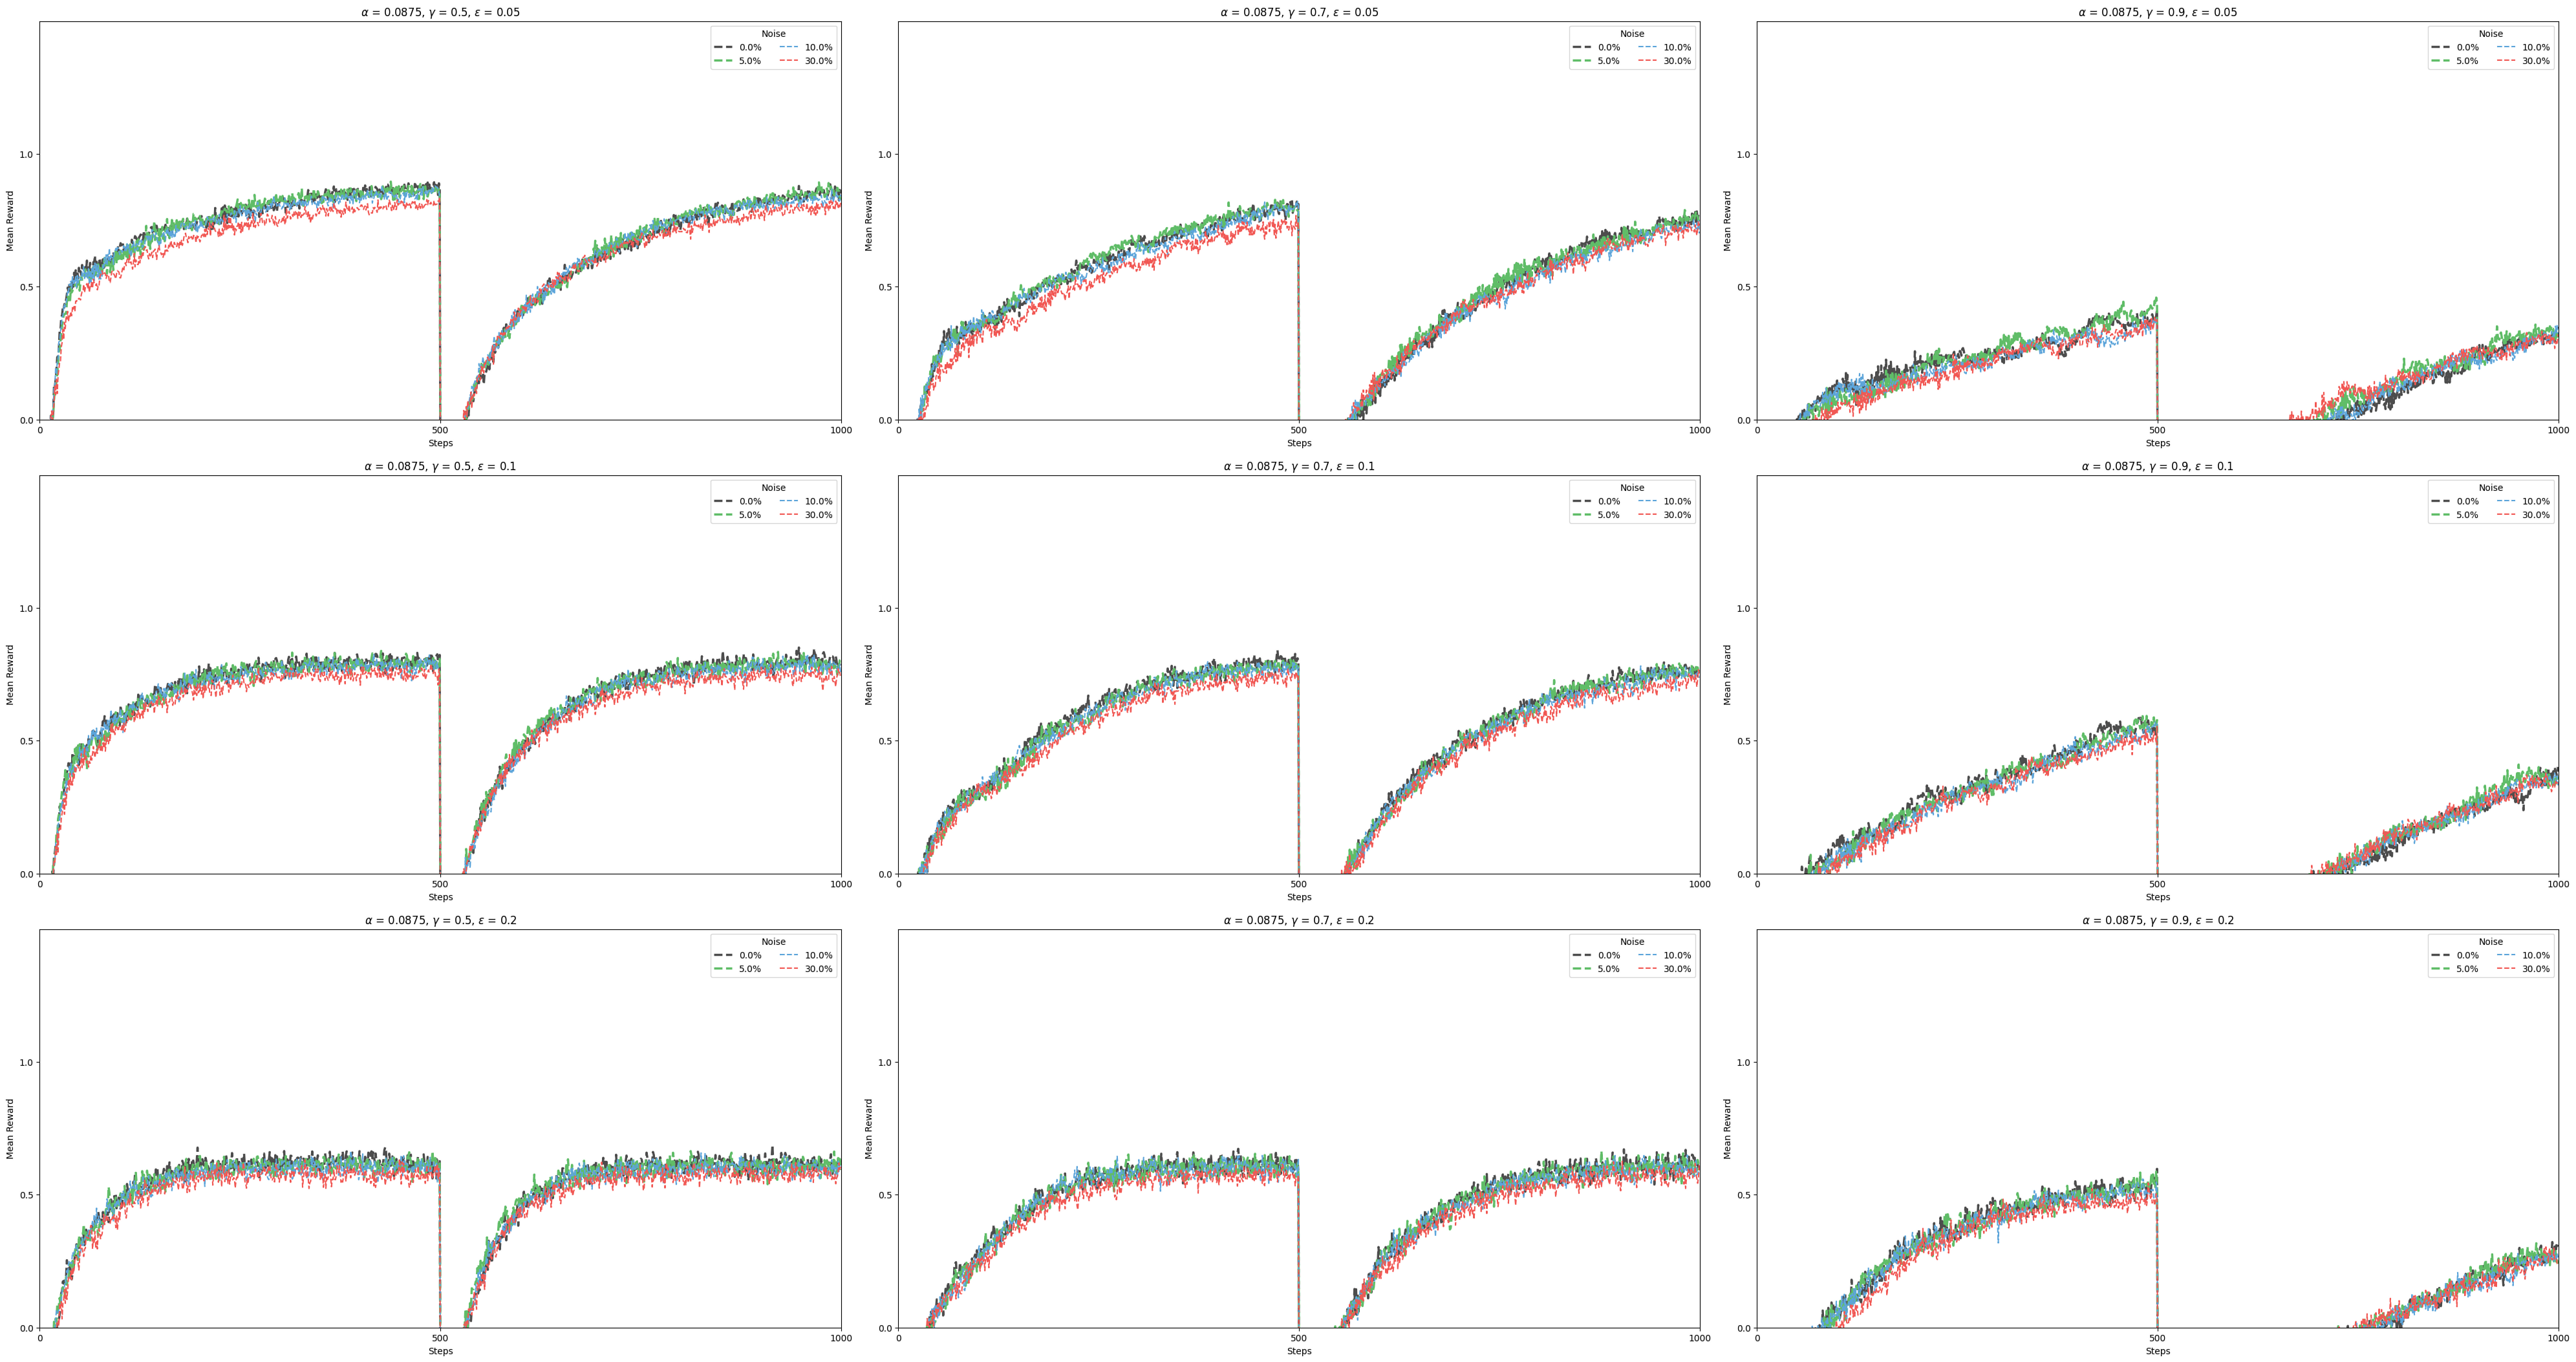 α = 0.0875, γ = 0.5, ε = 0.05
Noise
0.0% 10.0%
5.0% 30.0%
1.0
0.5
0.0
Mean Reward
0 500 1000
Steps
α = 0.0875, γ = 0.7, ε = 0.05
Noise
0.0% 10.0%
5.0% 30.0%
1.0
0.5
0.0
Mean Reward
0 500 1000
Steps
α = 0.0875, γ = 0.9, ε = 0.05
Noise
0.0% 10.0%
5.0% 30.0%
1.0
0.5
0.0
Mean Reward
0 500 1000
Steps
α = 0.0875, γ = 0.5, ε = 0.1
Noise
0.0% 10.0%
5.0% 30.0%
1.0
0.5
0.0
Mean Reward
0 500 1000
Steps
α = 0.0875, γ = 0.7, ε = 0.1
Noise
0.0% 10.0%
5.0% 30.0%
1.0
0.5
0.0
Mean Reward
0 500 1000
Steps
α = 0.0875, γ = 0.9, ε = 0.1
Noise
0.0% 10.0%
5.0% 30.0%
1.0
0.5
0.0
Mean Reward
0 500 1000
Steps
α = 0.0875, γ = 0.5, ε = 0.2
Noise
0.0% 10.0%
5.0% 30.0%
1.0
0.5
0.0
Mean Reward
0 500 1000
Steps
α = 0.0875, γ = 0.7, ε = 0.2
Noise
0.0% 10.0%
5.0% 30.0%
1.0
0.5
0.0
Mean Reward
0 500 1000
Steps
α = 0.0875, γ = 0.9, ε = 0.2
Noise
0.0% 10.0%
5.0% 30.0%
1.0
0.5
0.0
Mean Reward
0 500 1000
Steps